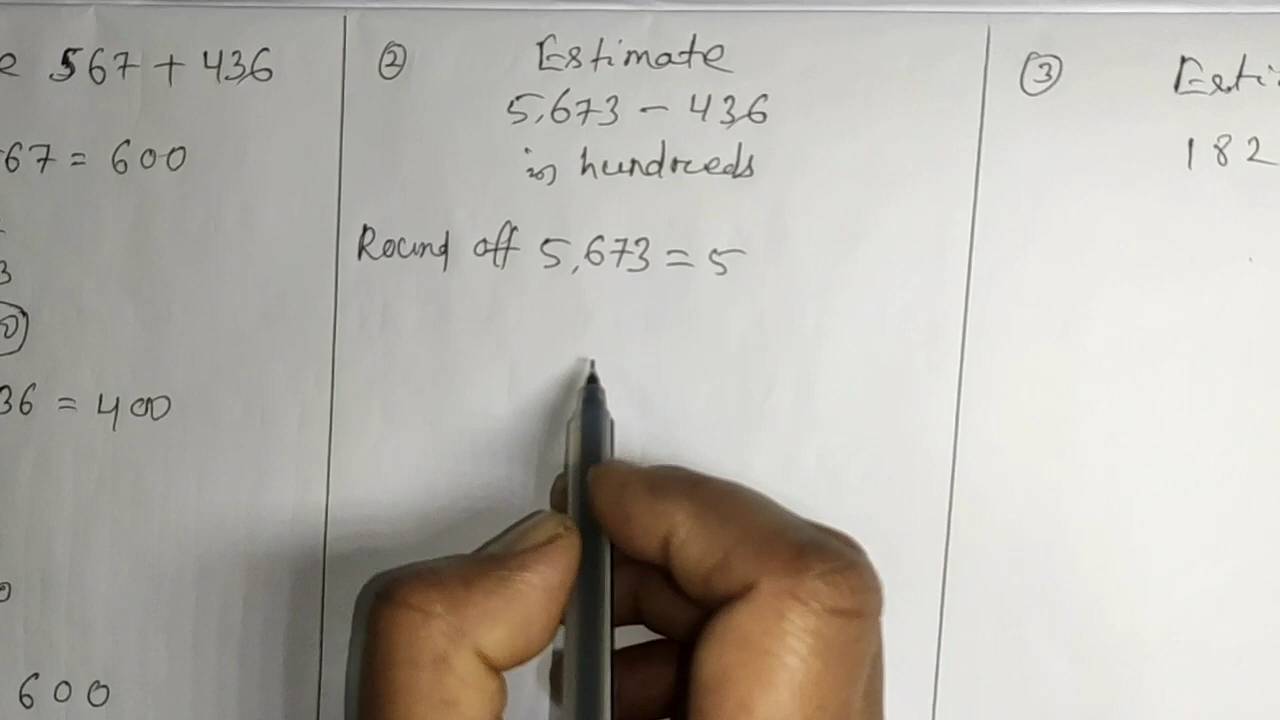 567 + 436
67 = 600
3
36 = 400
600
② Estimate
5,673 - 436
in hundreds
Round off 5,673 = 5
③ Esti
182